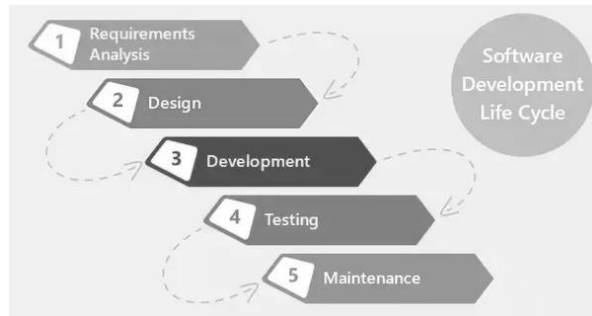 1
Requirements
Analysis
2
Design
3
Development
4
Testing
5
Maintenance
Software
Development
Life Cycle